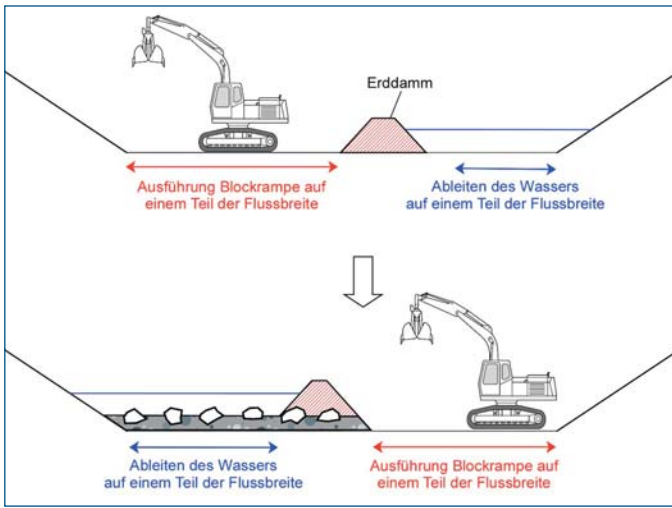 Erddamm
Ausführung Blockrampe auf
einem Teil der Flussbreite
Ableiten des Wassers
auf einem Teil der Flussbreite
Ableiten des Wassers
auf einem Teil der Flussbreite
Ausführung Blockrampe auf
einem Teil der Flussbreite